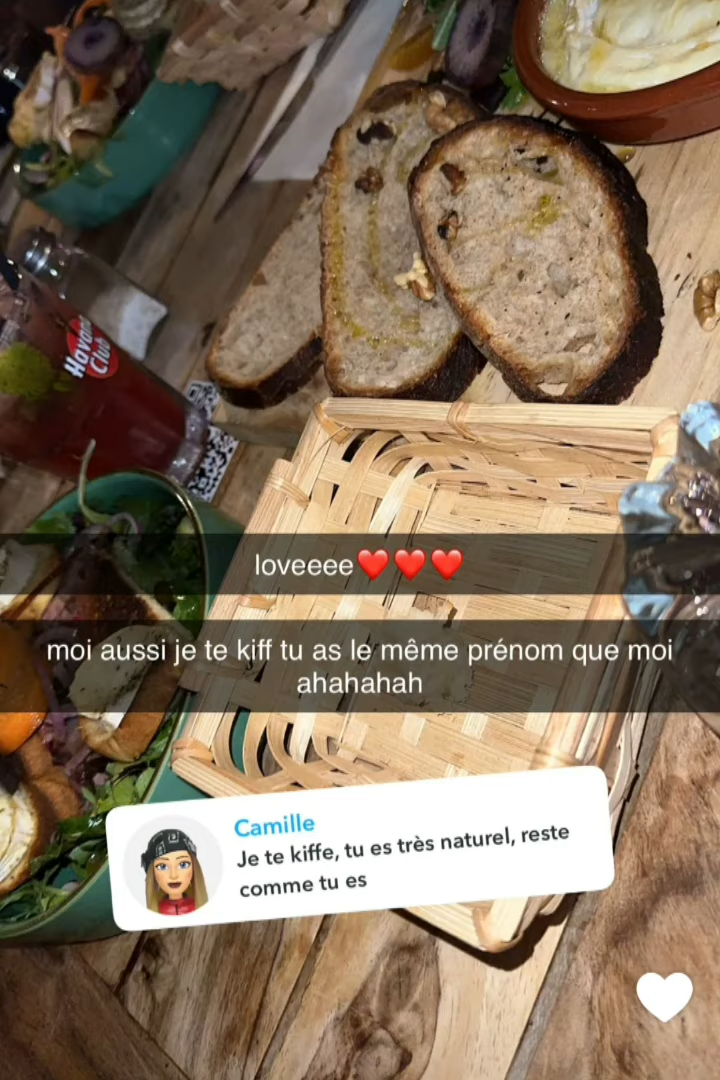 Havana
Club
loveeee❤️❤️❤️
moi aussi je te kiff tu as le même prénom que moi
ahahahah
Camille
Je te kiffe, tu es très naturel, reste
comme tu es